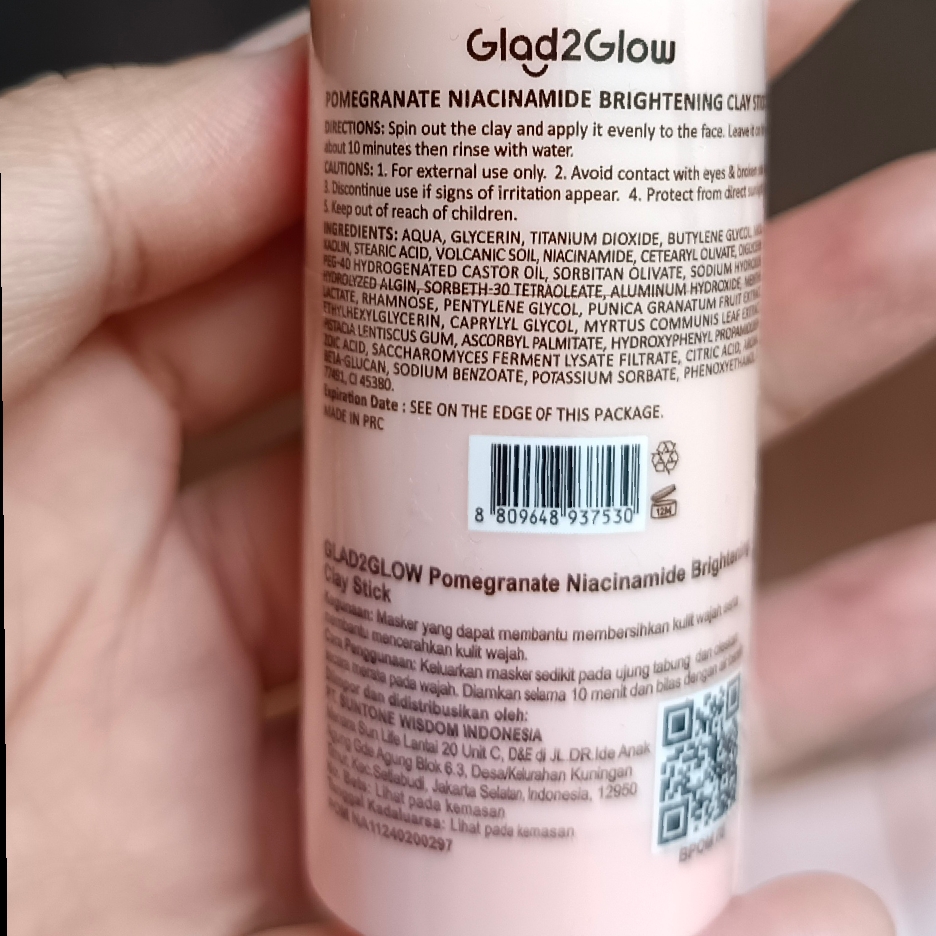 Glad2Glow
POMEGRANATE NIACINAMIDE BRIGHTENING CLAY
DIRECTIONS: Spin out the clay and apply it evenly to the face. Leave it
about 10 minutes then rinse with water.
CAUTIONS: 1. For external use only. 2. Avoid contact with eyes &
3. Discontinue use if signs of irritation appear. 4. Protect from direct
5. Keep out of reach of children.
INGREDIENTS: AQUA, GLYCERIN, TITANIUM DIOXIDE, BUTYLENE GLYCOL,
KAOLIN, STEARIC ACID, VOLCANIC SOIL, NIACINAMIDE, CETEARYL OLIVATE,
PEG-40 HYDROGENATED CASTOR OIL, SORBITAN OLIVATE, SODIUM
HYDROLYZED ALGIN, SORBETH-30 TETRAOLEATE, ALUMINUM HYDROXIDE,
LACTATE, RHAMNOSE, PENTYLENE GLYCOL, PUNICA GRANATUM FRUIT
ETHYLHEXYLGLYCERIN, CAPRYLYL GLYCOL, MYRTUS COMMUNIS LEAF
PISTACIA LENTISCUS GUM, ASCORBYL PALMITATE, HYDROXYPHENYL
ZOIC ACID, SACCHAROMYCES FERMENT LYSATE FILTRATE, CITRIC ACID,
BETA-GLUCAN, SODIUM BENZOATE, POTASSIUM SORBATE,
77491, CI 45380.
Expiration Date : SEE ON THE EDGE OF THIS PACKAGE.
MADE IN PRC
8 809648 937530
12M
GLAD2GLOW Pomegranate Niacinamide Brightening
Clay Stick
Kegunaan: Masker yang dapat membantu membersihkan kulit wajah serta
membantu mencerahkan kulit wajah.
Cara Penggunaan: Keluarkan masker sedikit pada ujung tabung dan
secara merata pada wajah. Diamkan selama 10 menit dan bilas dengan
dan didistribusikan oleh:
PT SUNTONE WISDOM INDONESIA
Sun Life Lantai 20 Unit C, D&E di JL. DR.Ide Anak
Agung Gde Agung Blok 6.3, Desa/Kelurahan Kuningan
Timur, Kec. Setiabudi, Jakarta Selatan, Indonesia, 12950
Lihat pada kemasan
Tanggal Kadaluarsa: Lihat pada kemasan
NA11240200297